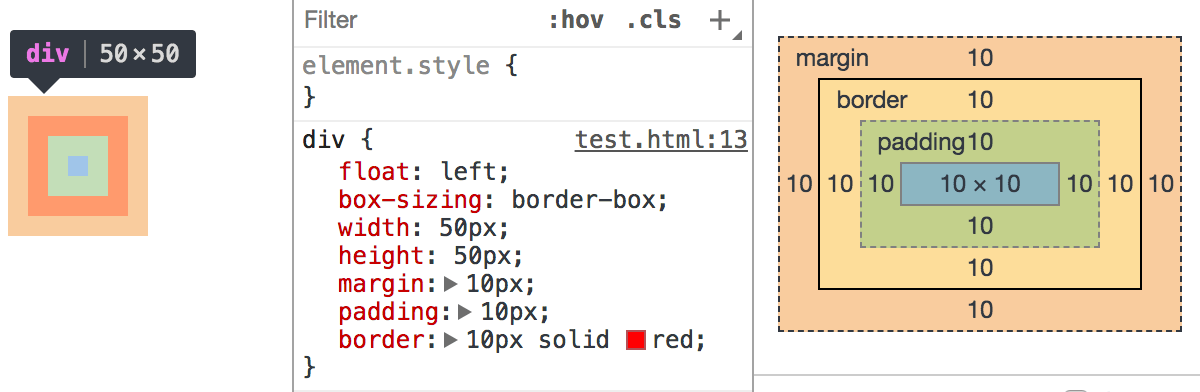 div 50×50
Filter :hov .cls +
element.style {
}
div { test.html:13
float: left;
box-sizing: border-box;
width: 50px;
height: 50px;
margin: 10px;
padding: 10px;
border: 10px solid red;
}
margin 10
border 10
padding 10
10 10 10 10 × 10 10 10 10
10
10
10